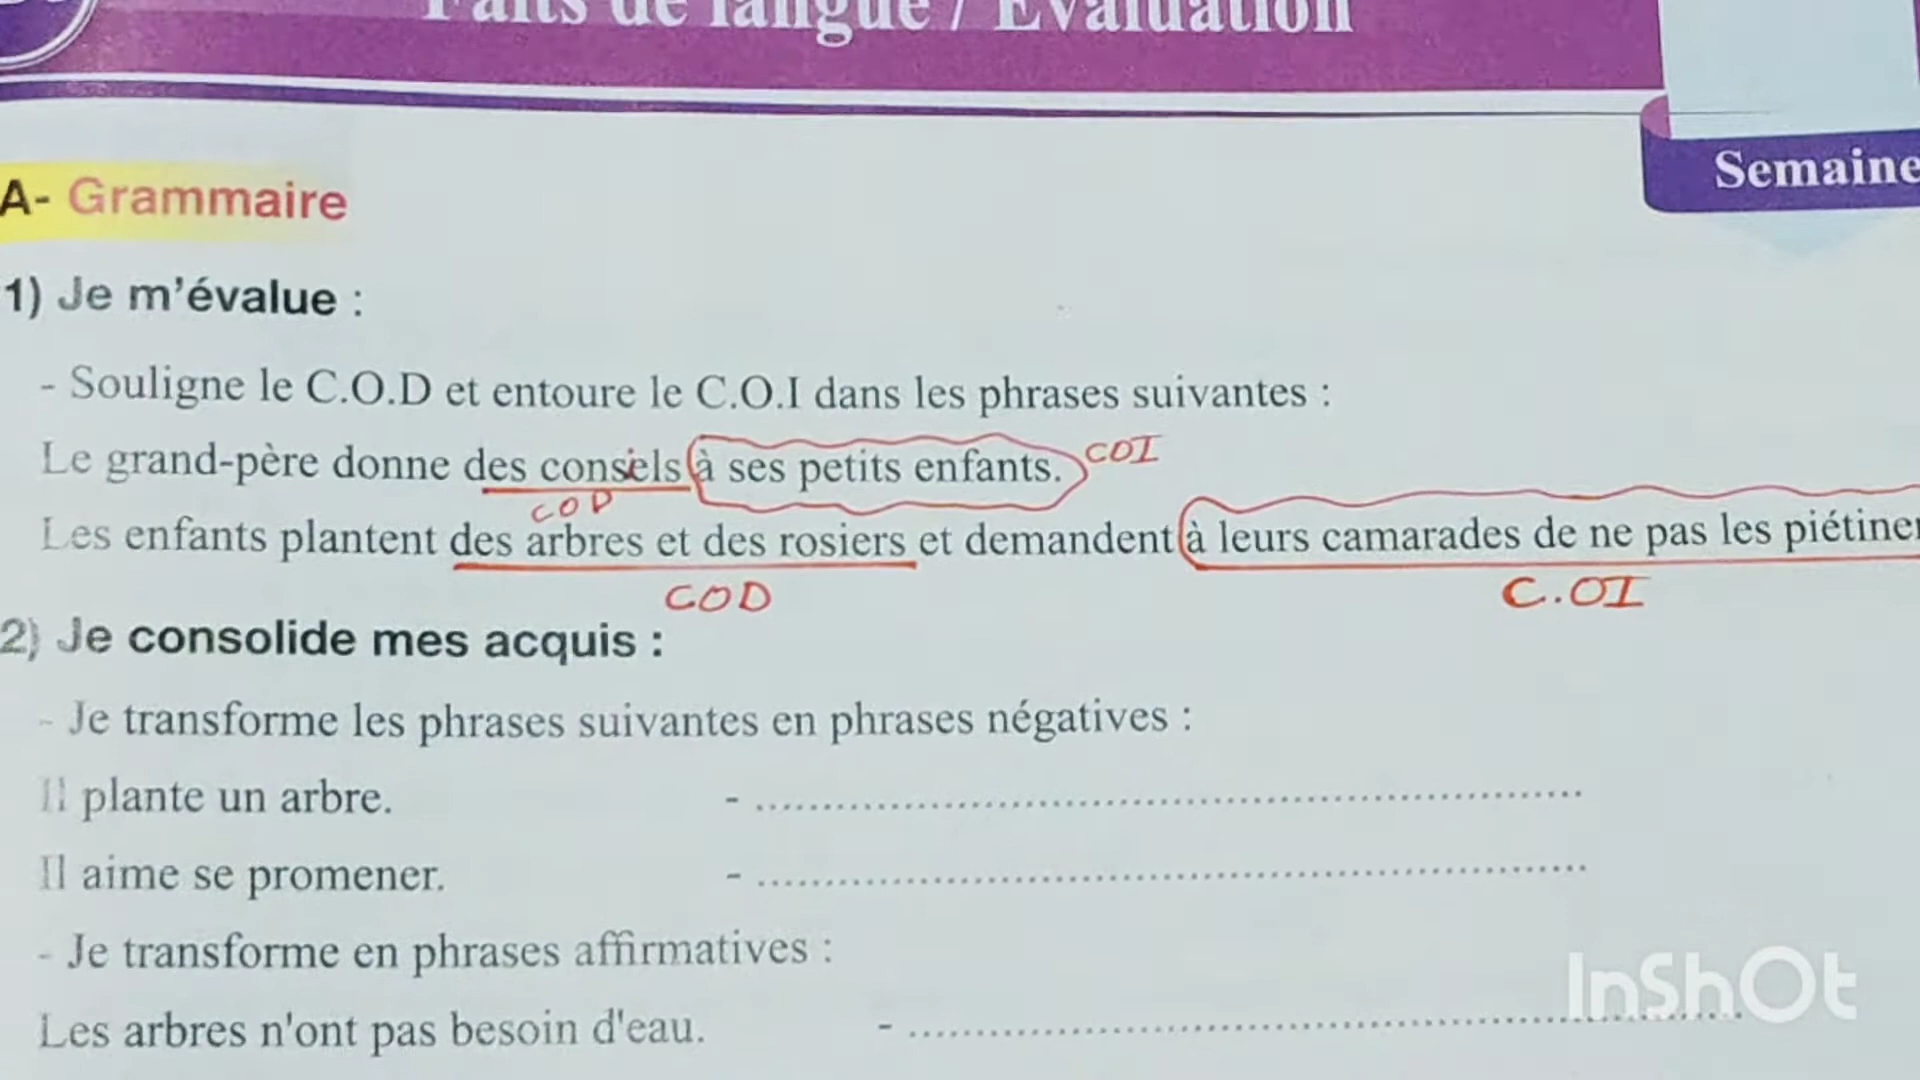 Faits de langue / Evaluation
Semaine
A- Grammaire
1) Je m'évalue :
- Souligne le C.O.D et entoure le C.O.I dans les phrases suivantes :
Le grand-père donne des consiels à ses petits enfants. COI
COD
Les enfants plantent des arbres et des rosiers et demandent à leurs camarades de ne pas les piétiner
COD C.OI
2) Je consolide mes acquis :
- Je transforme les phrases suivantes en phrases négatives :
Il plante un arbre. - ........................................
Il aime se promener. - ........................................
- Je transforme en phrases affirmatives :
Les arbres n'ont pas besoin d'eau. - ........................................
InShOt